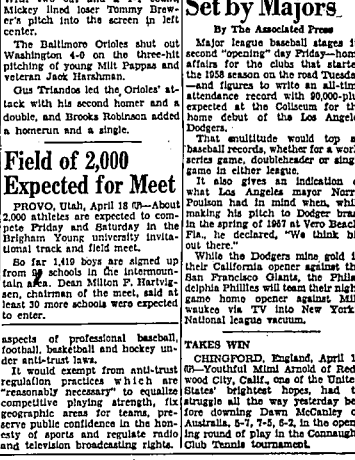 Mickey lined loser Tommy Brew-
er's pitch into the screen in left
center.
The Baltimore Orioles shut out
Washington 4-0 on the three-hit
pitching of young Milt Pappas and
veteran Jack Harshman.
Gus Triandos led the Orioles' at-
tack with his second homer and a
double, and Brooks Robinson added
a homerun and a single.
Field of 2,000
Expected for Meet
PROVO, Utah, April 18 (AP)—About
2,000 athletes are expected to com-
pete Friday and Saturday in the
Brigham Young university invita-
tional track and field meet.
So far 1,419 boys are signed up
from schools in the intermoun-
tain area. Dean Milton F. Hartvig-
sen, chairman of the meet, said at
least 30 more schools were expected
to enter.
aspects of professional baseball,
football, basketball and hockey un-
der anti-trust laws.
It would exempt from anti-trust
regulation practices which are
"reasonably necessary" to equalize
competitive playing strength, fix
geographic areas for teams, pre-
serve public confidence in the hon-
esty of sports and regulate radio
and television broadcasting rights.
Set by Majors
By The Associated Press
Major league baseball stages i
second "opening" day Friday—hom
affairs for the clubs that starte
the 1958 season on the road Tuesda
—and figures to write an all-tim
attendance record with 90,000-pl
expected at the Coliseum for th
home debut of the Los Angele
Dodgers.
That multitude would top a
baseball records, whether for a wor
series game, doubleheader or sing
game in either league.
It also gives an indication
what Los Angeles mayor Norr
Poulson had in mind when, whil
making his pitch to Dodger bra
in the spring of 1957 at Vero Beach
Fla., he declared, "We think bi
out there."
While the Dodgers mine gold i
their California opener against th
San Francisco Giants, the Phila
delphia Phillies will team their nigh
game home opener against Mil
waukee via TV into New York'
National league vacuum.
TAKES WIN
CHINGFORD, England, April 1
(AP)—Youthful Mimi Arnold of Red
wood City, Calif., one of the Unite
States' brightest hopes, had t
struggle all the way yesterday be
fore downing Dawn McCanley o
Australia, 5-7, 7-5, 6-2, in the open
ing round of play in the Connaugh
Club Tennis tournament.